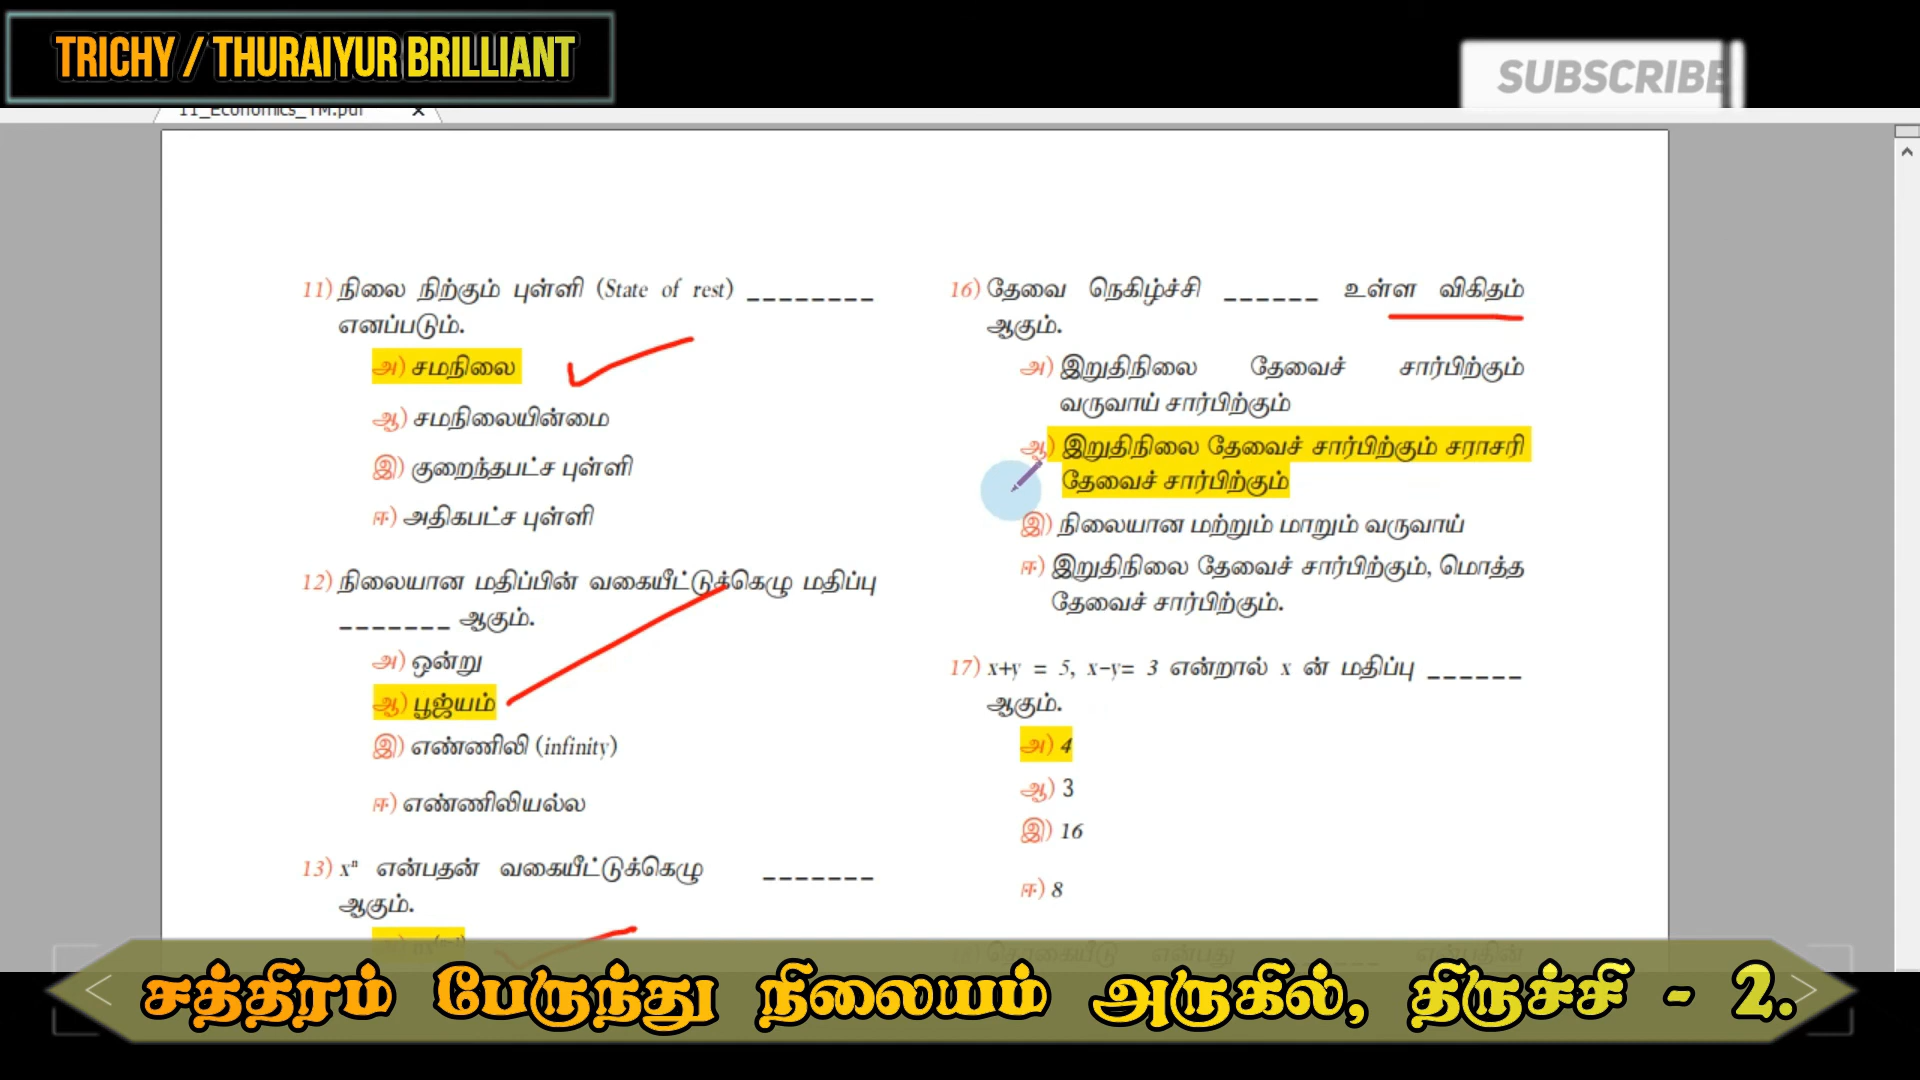 TRICHY / THURAIYUR BRILLIANT
SUBSCRIBE
11_Economics_TM.pdf
11) நிலை நிற்கும் புள்ளி (State of rest) ________
எனப்படும்.
அ) சமநிலை
ஆ) சமநிலையின்மை
இ) குறைந்தபட்ச புள்ளி
ஈ) அதிகபட்ச புள்ளி
12) நிலையான மதிப்பின் வகையீட்டுக்கெழு மதிப்பு
_______ ஆகும்.
அ) ஒன்று
ஆ) பூஜ்யம்
இ) எண்ணிலி (infinity)
ஈ) எண்ணிலியல்ல
13) xⁿ என்பதன் வகையீட்டுக்கெழு _______
ஆகும்.
16) தேவை நெகிழ்ச்சி ______ உள்ள விகிதம்
ஆகும்.
அ) இறுதிநிலை தேவைச் சார்பிற்கும்
வருவாய் சார்பிற்கும்
ஆ) இறுதிநிலை தேவைச் சார்பிற்கும் சராசரி
தேவைச் சார்பிற்கும்
இ) நிலையான மற்றும் மாறும் வருவாய்
ஈ) இறுதிநிலை தேவைச் சார்பிற்கும், மொத்த
தேவைச் சார்பிற்கும்.
17) x+y = 5, x−y= 3 என்றால் x ன் மதிப்பு ______
ஆகும்.
அ) 4
ஆ) 3
இ) 16
ஈ) 8
சத்திரம் பேருந்து நிலையம் அருகில், திருச்சி - 2.